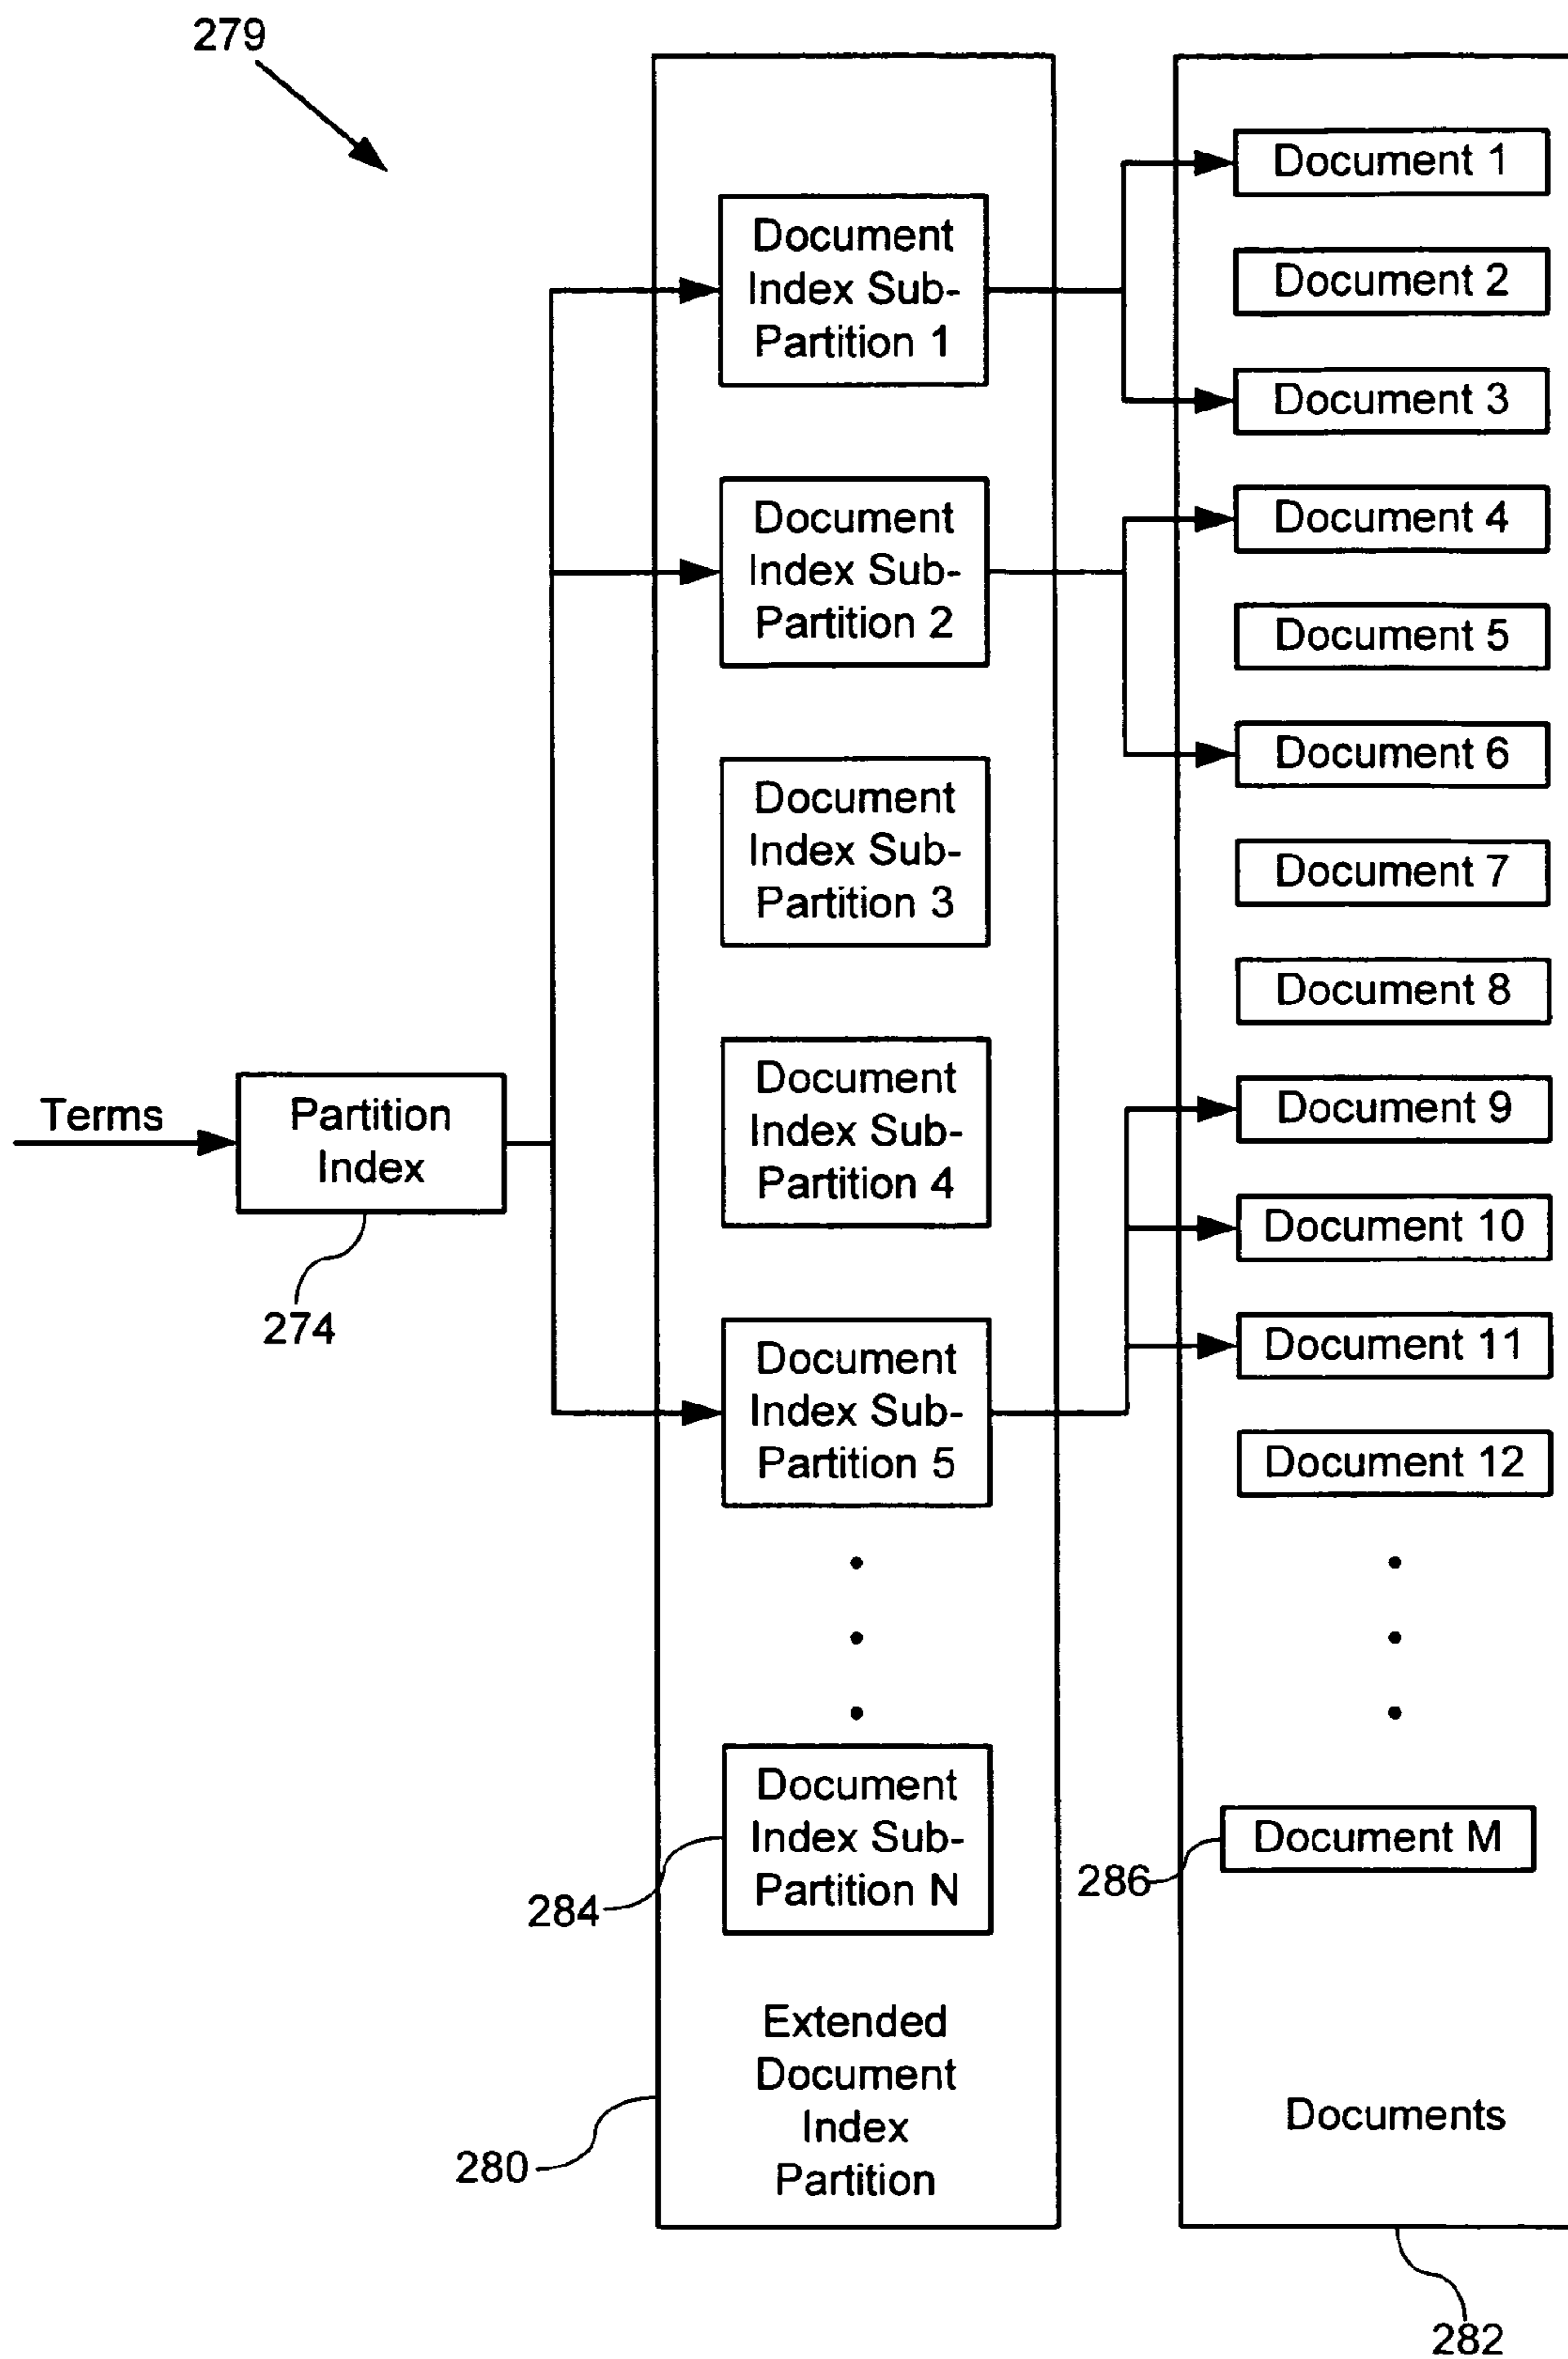 279
Document 1
Document
Index Sub-
Partition 1
Document 2
Document 3
Document
Index Sub-
Partition 2
Document 4
Document 5
Document 6
Document
Index Sub-
Partition 3
Document 7
Document 8
Terms
Partition
Index
274
Document
Index Sub-
Partition 4
Document 9
Document 10
Document
Index Sub-
Partition 5
Document 11
Document 12
Document
Index Sub-
Partition N
284
Document M
286
Extended
Document
Index
Partition
280
Documents
282